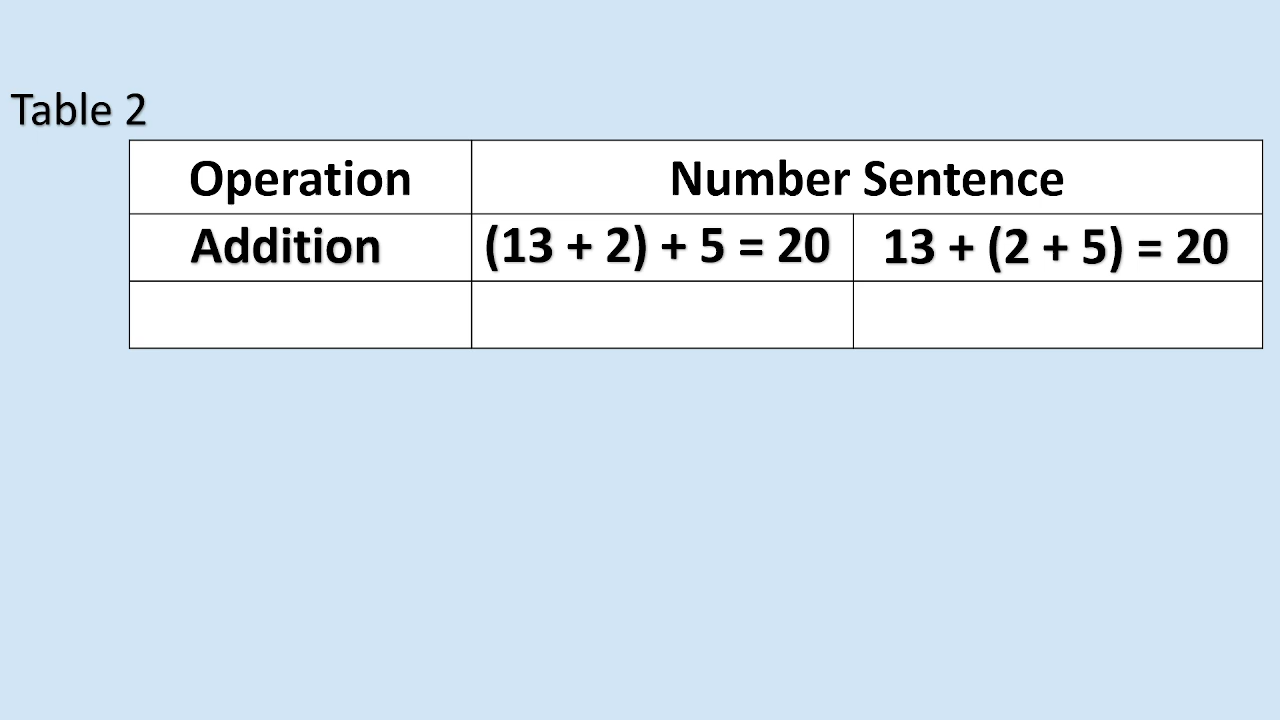 Table 2
Operation Number Sentence
Addition (13 + 2) + 5 = 20 13 + (2 + 5) = 20